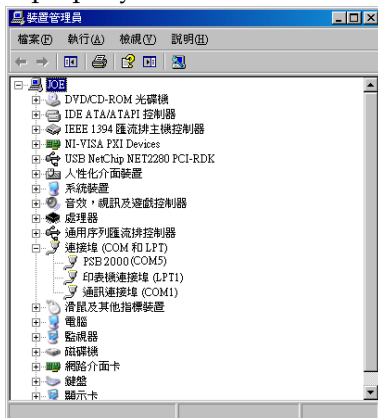 裝置管理員
檔案(F) 執行(A) 檢視(V) 說明(H)
JOE
DVD/CD-ROM 光碟機
IDE ATA/ATAPI 控制器
IEEE 1394 匯流排主機控制器
NI-VISA PXI Devices
USB NetChip NET2280 PCI-RDK
人性化介面裝置
系統裝置
音效，視訊及遊戲控制器
處理器
通用序列匯流排控制器
連接埠 (COM 和 LPT)
PSB2000(COM5)
印表機連接埠 (LPT1)
通訊連接埠 (COM1)
滑鼠及其他指標裝置
電腦
監視器
磁碟機
網路介面卡
鍵盤
顯示卡